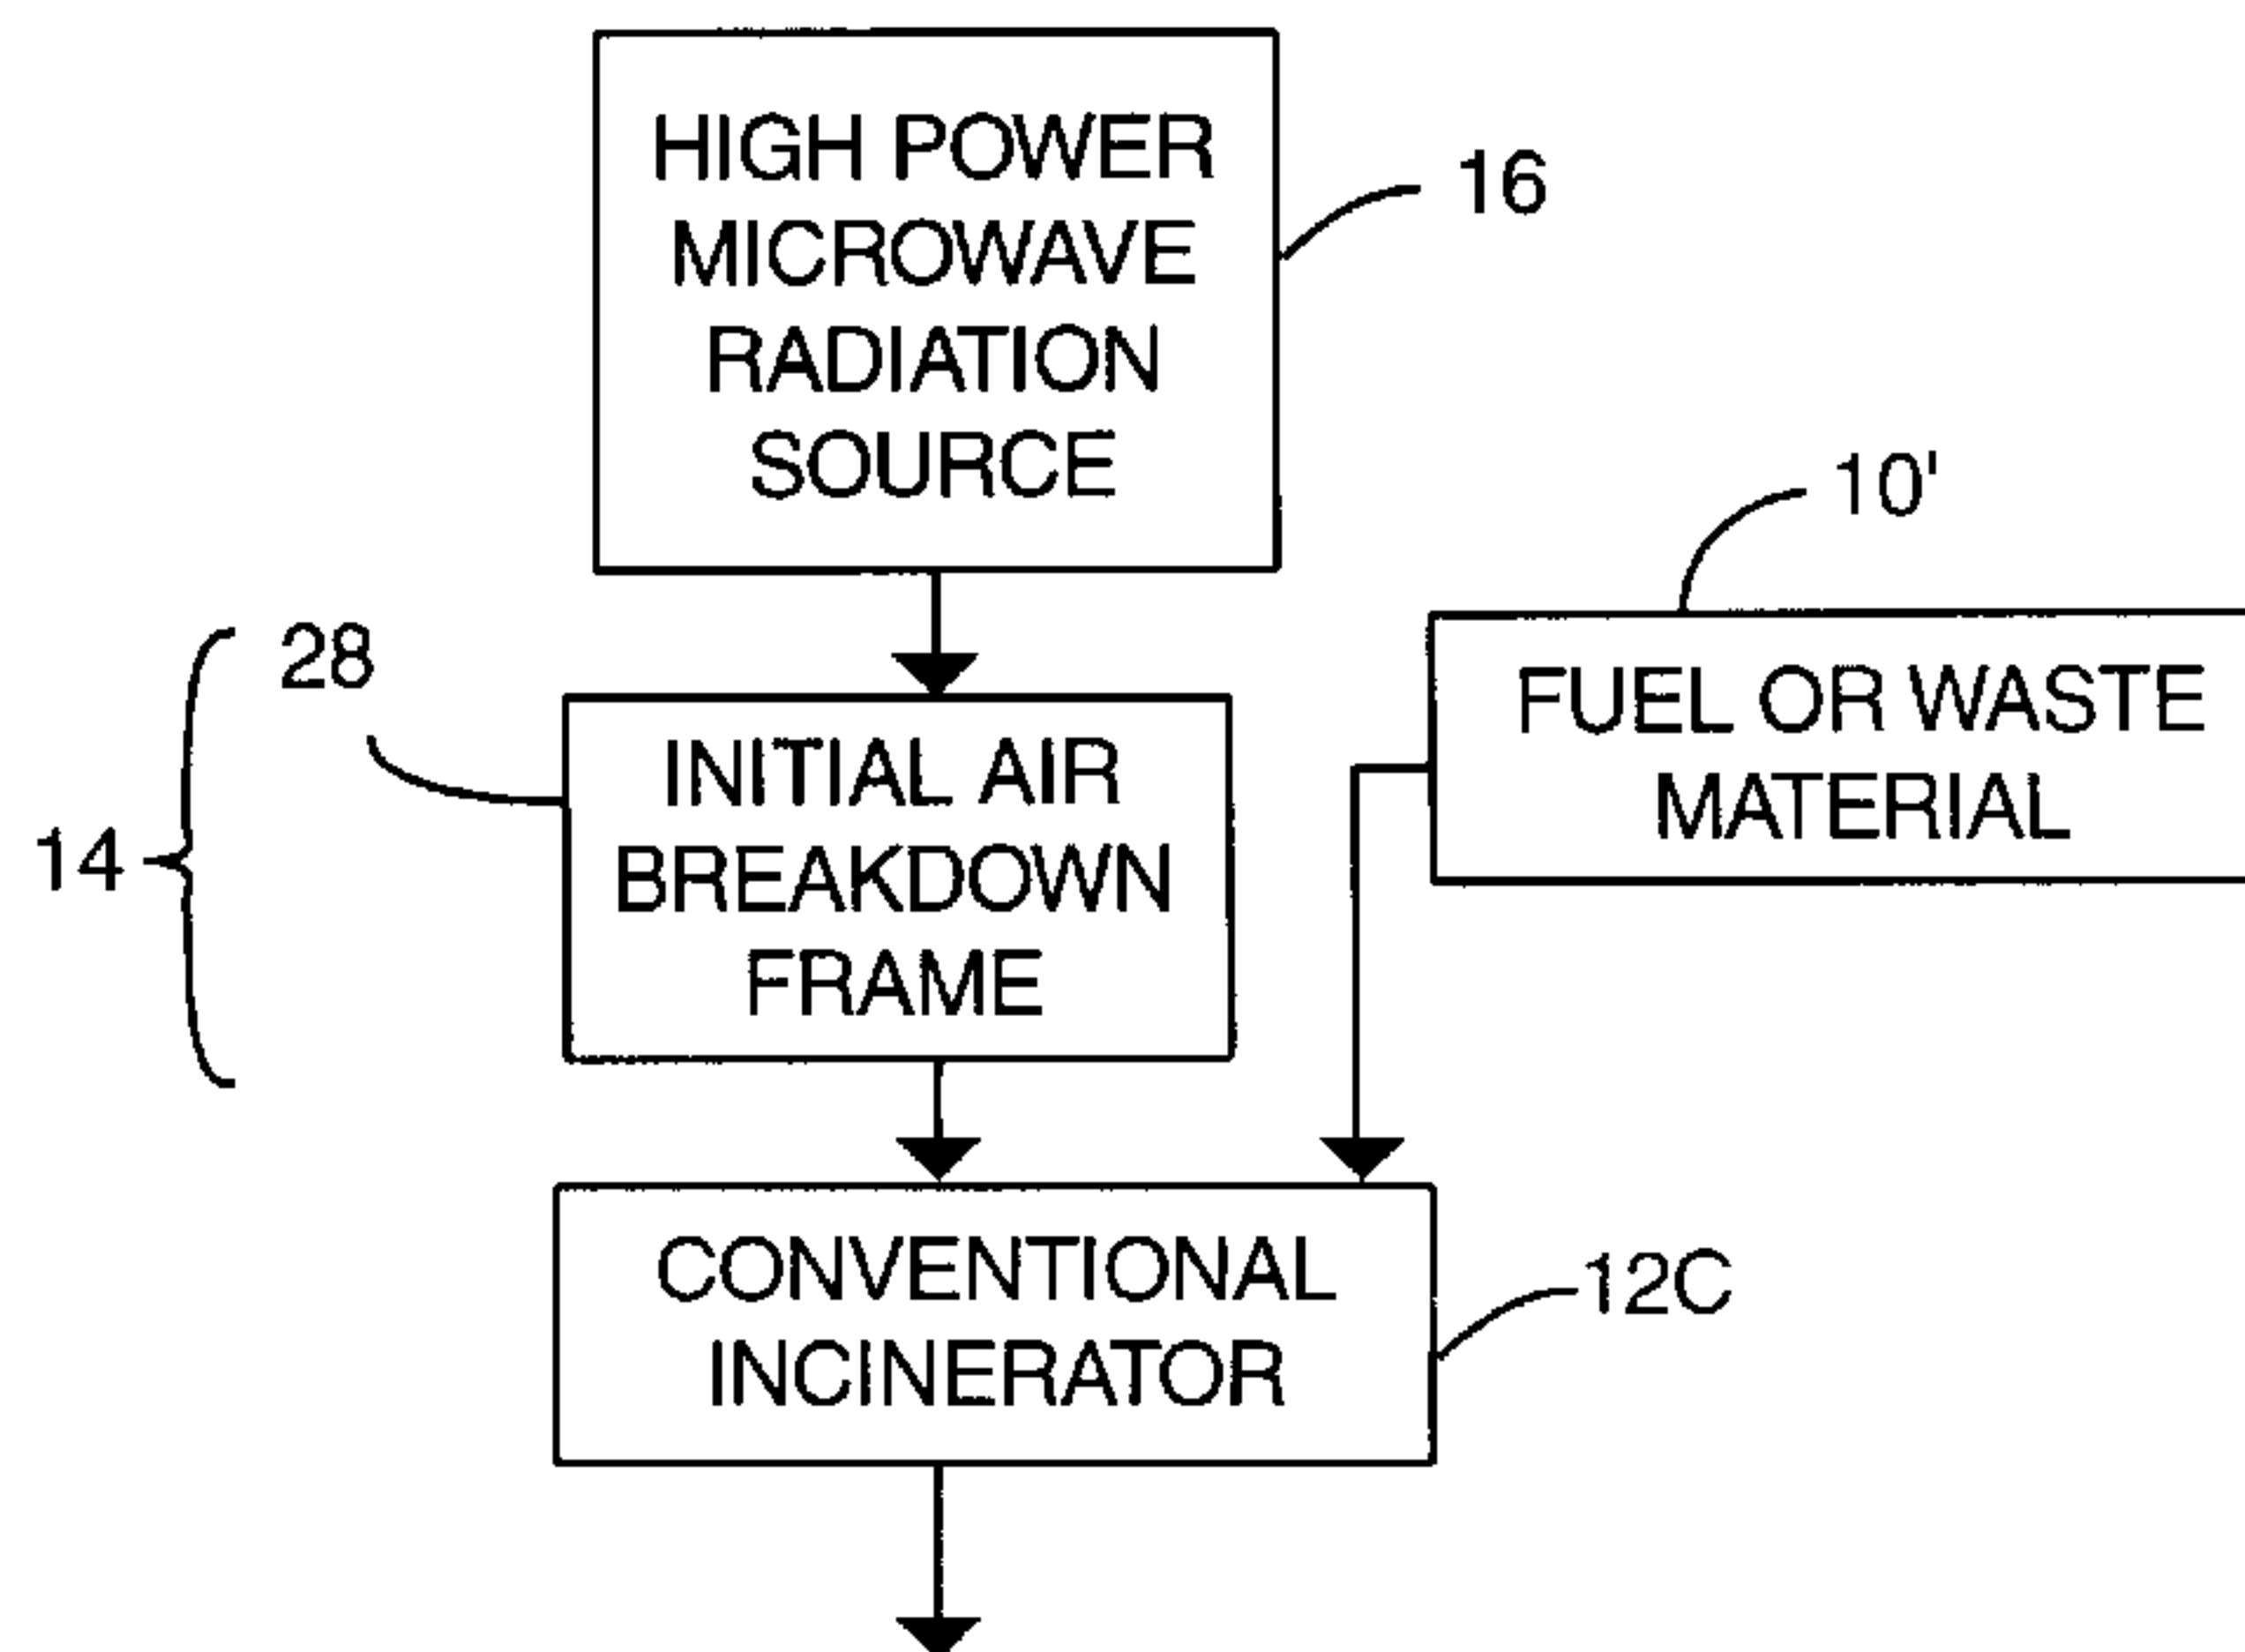 HIGH POWER
MICROWAVE
RADIATION
SOURCE
16
10'
28
14
INITIAL AIR
BREAKDOWN
FRAME
FUEL OR WASTE
MATERIAL
CONVENTIONAL
INCINERATOR
12C